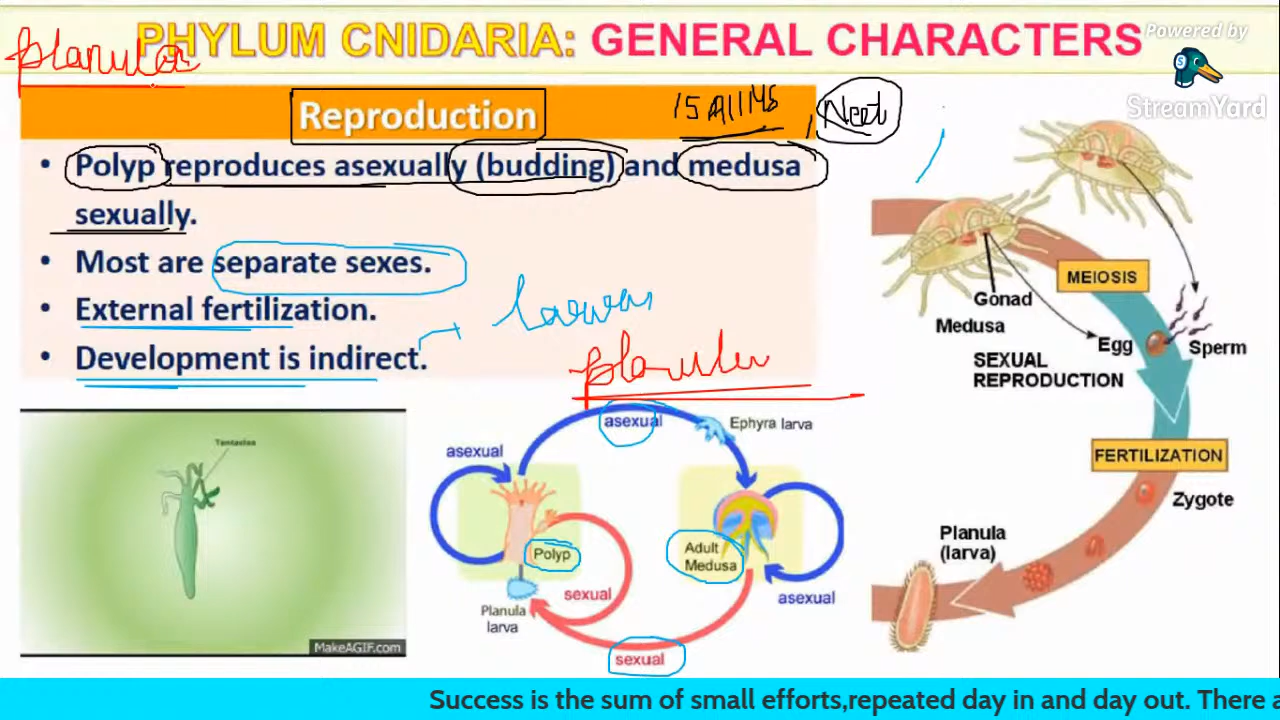 PHYLUM CNIDARIA: GENERAL CHARACTERS
Powered by
StreamYard
planula
Reproduction
15 AIIMS, Neet
• Polyp reproduces asexually (budding) and medusa
sexually.
• Most are separate sexes.
• External fertilization.
• Development is indirect.
larva
planula
Tentacles
MakeAGIF.com
asexual
Ephyra larva
asexual
Polyp
Adult
Medusa
sexual
asexual
Planula
larva
sexual
MEIOSIS
Gonad
Medusa
Egg
Sperm
SEXUAL
REPRODUCTION
FERTILIZATION
Zygote
Planula
(larva)
Success is the sum of small efforts,repeated day in and day out. There a